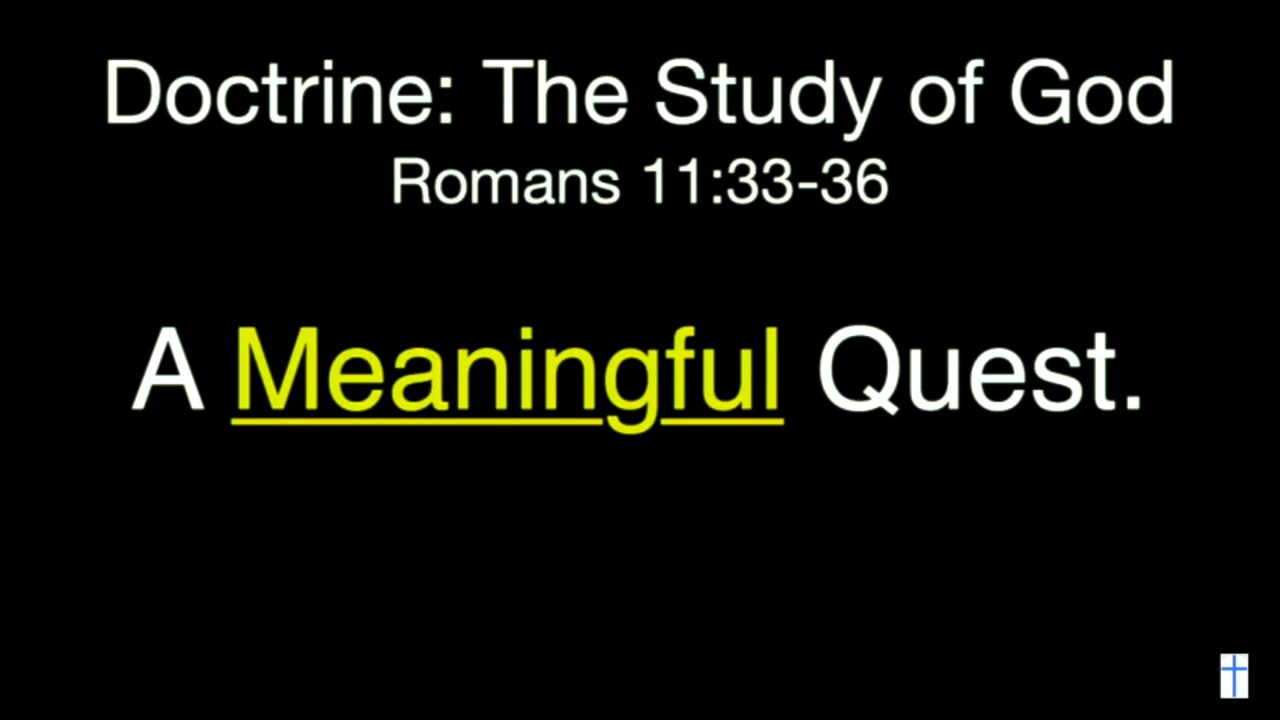 Doctrine: The Study of God
Romans 11:33-36
A Meaningful Quest.